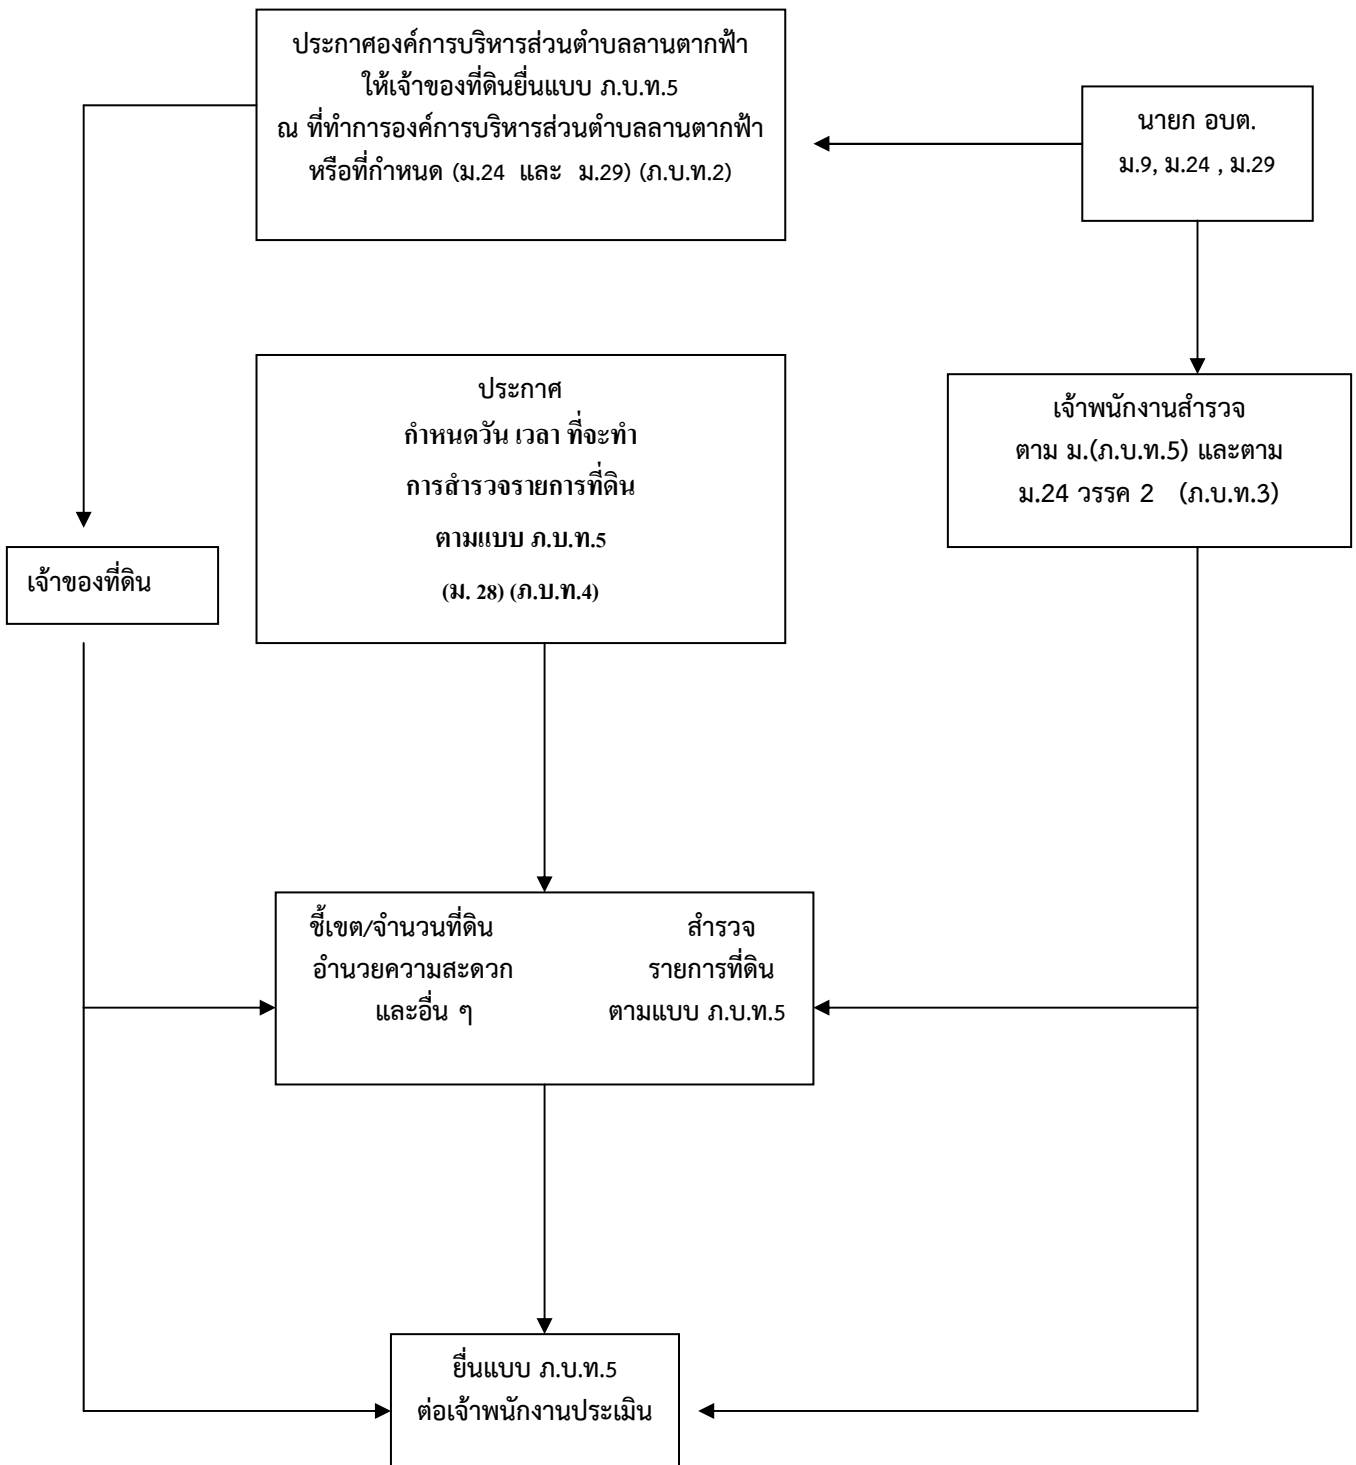 ประกาศองค์การบริหารส่วนตำบลลานตากฟ้า
ให้เจ้าของที่ดินยื่นแบบ ภ.บ.ท.5
ณ ที่ทำการองค์การบริหารส่วนตำบลลานตากฟ้า
หรือที่กำหนด (ม.24 และ ม.29) (ภ.บ.ท.2)
นายก อบต.
ม.9, ม.24 , ม.29
ประกาศ
กำหนดวัน เวลา ที่จะทำ
การสำรวจรายการที่ดิน
ตามแบบ ภ.บ.ท.5
(ม. 28) (ภ.บ.ท.4)
เจ้าพนักงานสำรวจ
ตาม ม.(ภ.บ.ท.5) และตาม
ม.24 วรรค 2 (ภ.บ.ท.3)
เจ้าของที่ดิน
ชี้เขต/จำนวนที่ดิน
อำนวยความสะดวก
และอื่น ๆ
สำรวจ
รายการที่ดิน
ตามแบบ ภ.บ.ท.5
ยื่นแบบ ภ.บ.ท.5
ต่อเจ้าพนักงานประเมิน